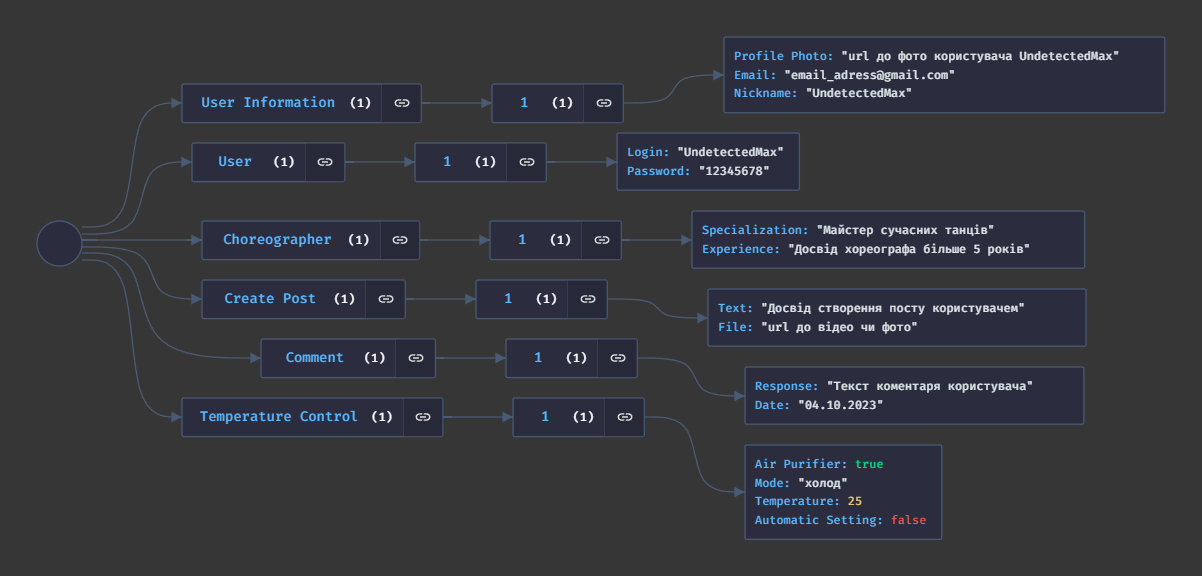 User Information (1)
1 (1)
Profile Photo: "url до фото користувача UndetectedMax"
Email: "email_adress@gmail.com"
Nickname: "UndetectedMax"
User (1)
1 (1)
Login: "UndetectedMax"
Password: "12345678"
Choreographer (1)
1 (1)
Specialization: "Майстер сучасних танців"
Experience: "Досвід хореографа більше 5 років"
Create Post (1)
1 (1)
Text: "Досвід створення посту користувачем"
File: "url до відео чи фото"
Comment (1)
1 (1)
Response: "Текст коментаря користувача"
Date: "04.10.2023"
Temperature Control (1)
1 (1)
Air Purifier: true
Mode: "холод"
Temperature: 25
Automatic Setting: false